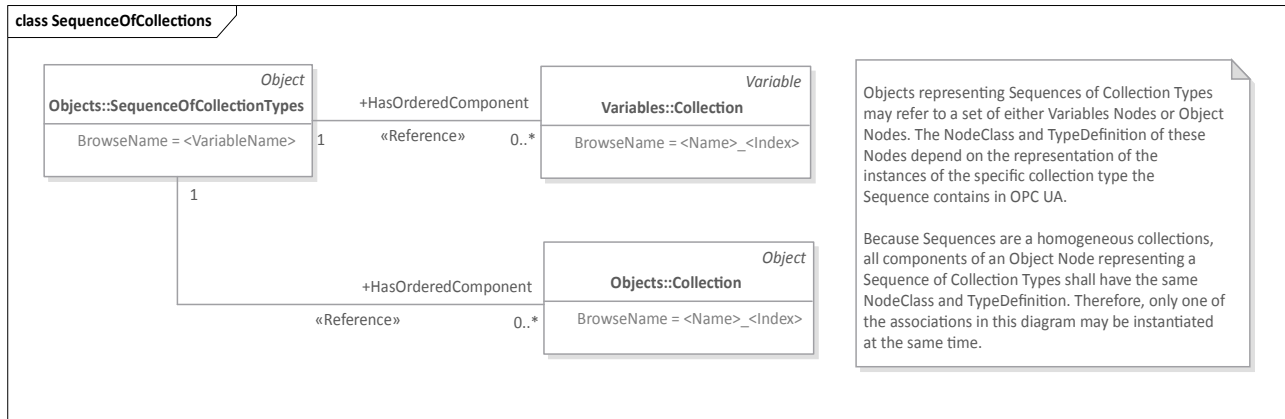 class SequenceOfCollections
Object
Objects::SequenceOfCollectionTypes
BrowseName = <VariableName>
+HasOrderedComponent
«Reference»
1
0..*
Variable
Variables::Collection
BrowseName = <Name>_<Index>
1
+HasOrderedComponent
«Reference»
0..*
Object
Objects::Collection
BrowseName = <Name>_<Index>
Objects representing Sequences of Collection Types
may refer to a set of either Variables Nodes or Object
Nodes. The NodeClass and TypeDefinition of these
Nodes depend on the representation of the
instances of the specific collection type the
Sequence contains in OPC UA.
Because Sequences are a homogeneous collections,
all components of an Object Node representing a
Sequence of Collection Types shall have the same
NodeClass and TypeDefinition. Therefore, only one of
the associations in this diagram may be instantiated
at the same time.